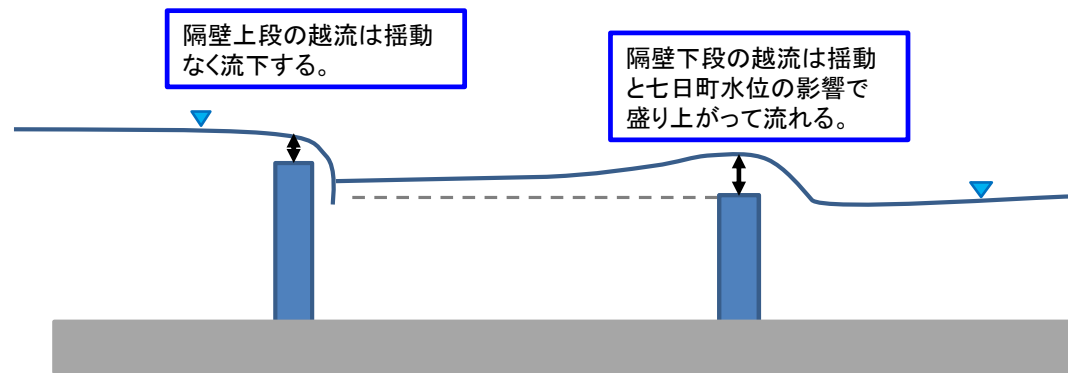 隔壁上段の越流は揺動
なく流下する。
隔壁下段の越流は揺動
と七日町水位の影響で
盛り上がって流れる。